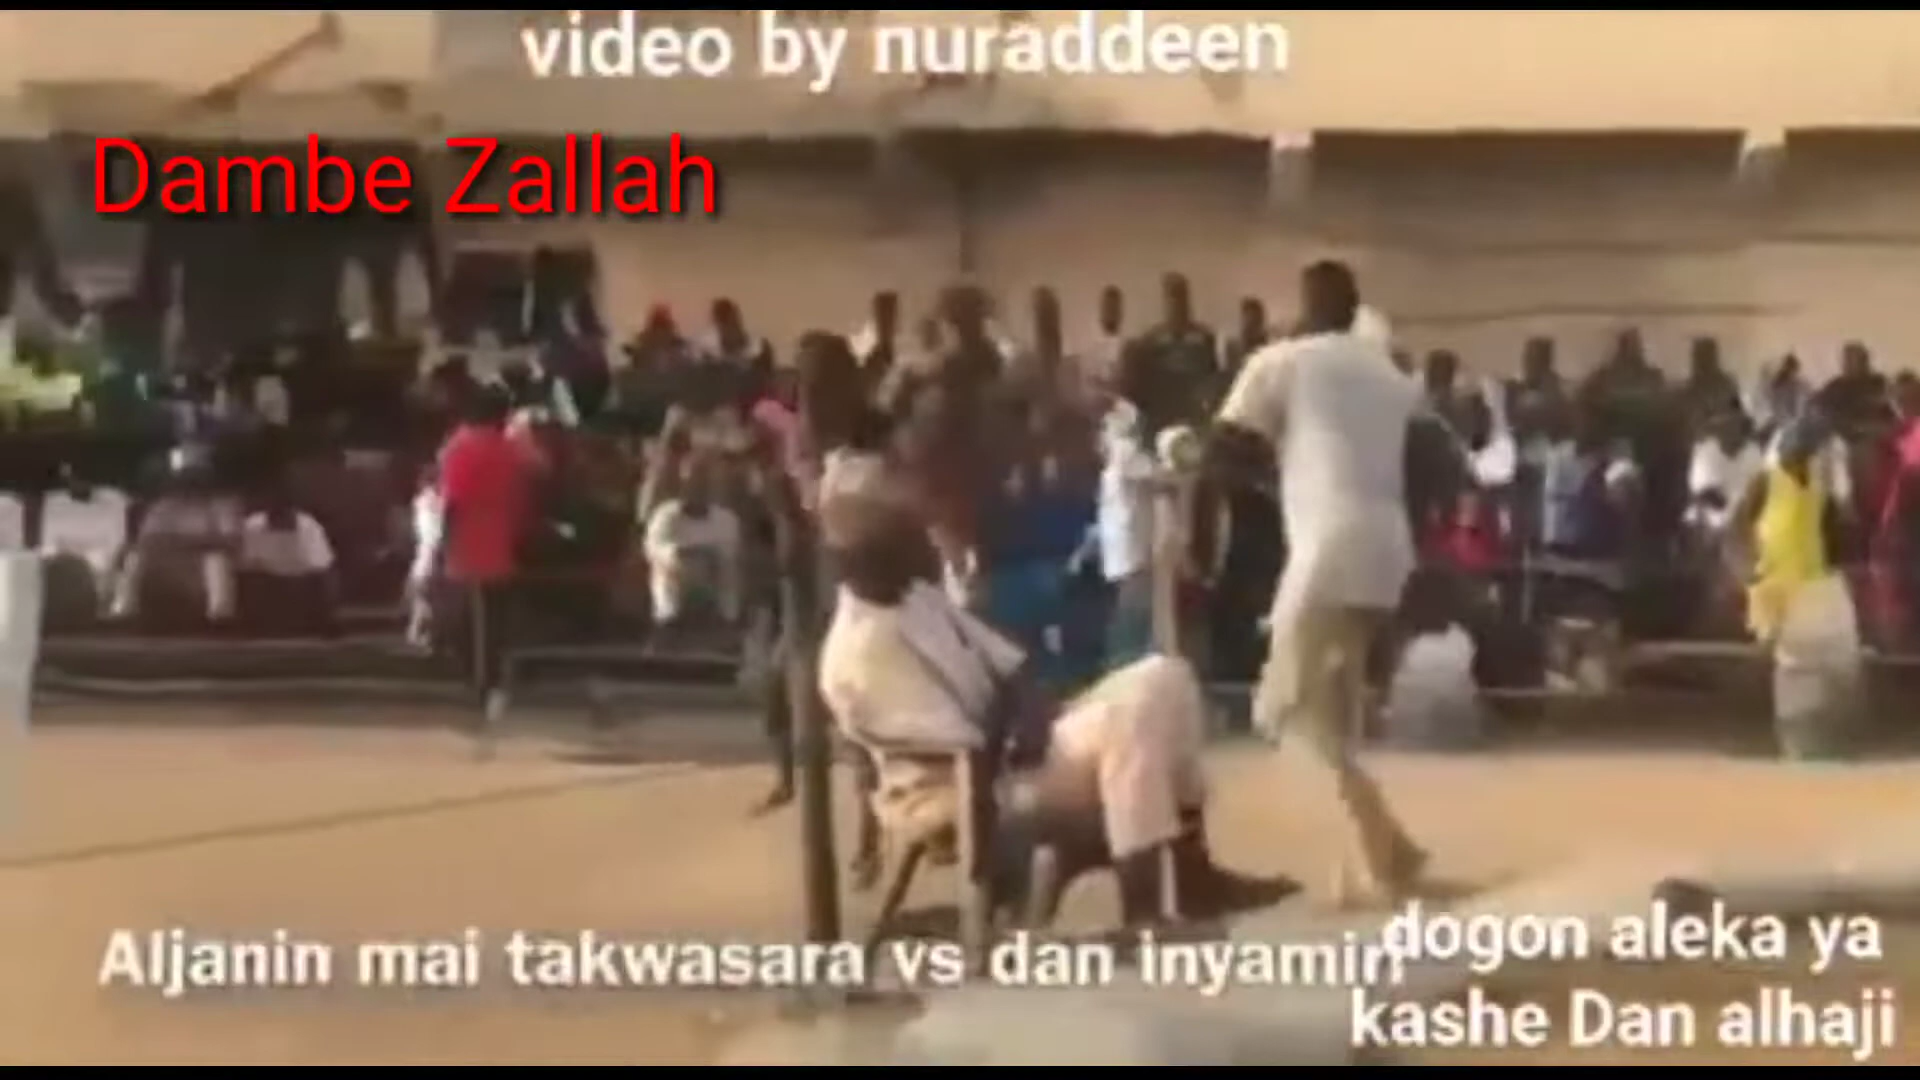 video by nuraddeen
Dambe Zallah
Aljanin mai takwasara vs dan inyamin
dogon aleka ya
kashe Dan alhaji